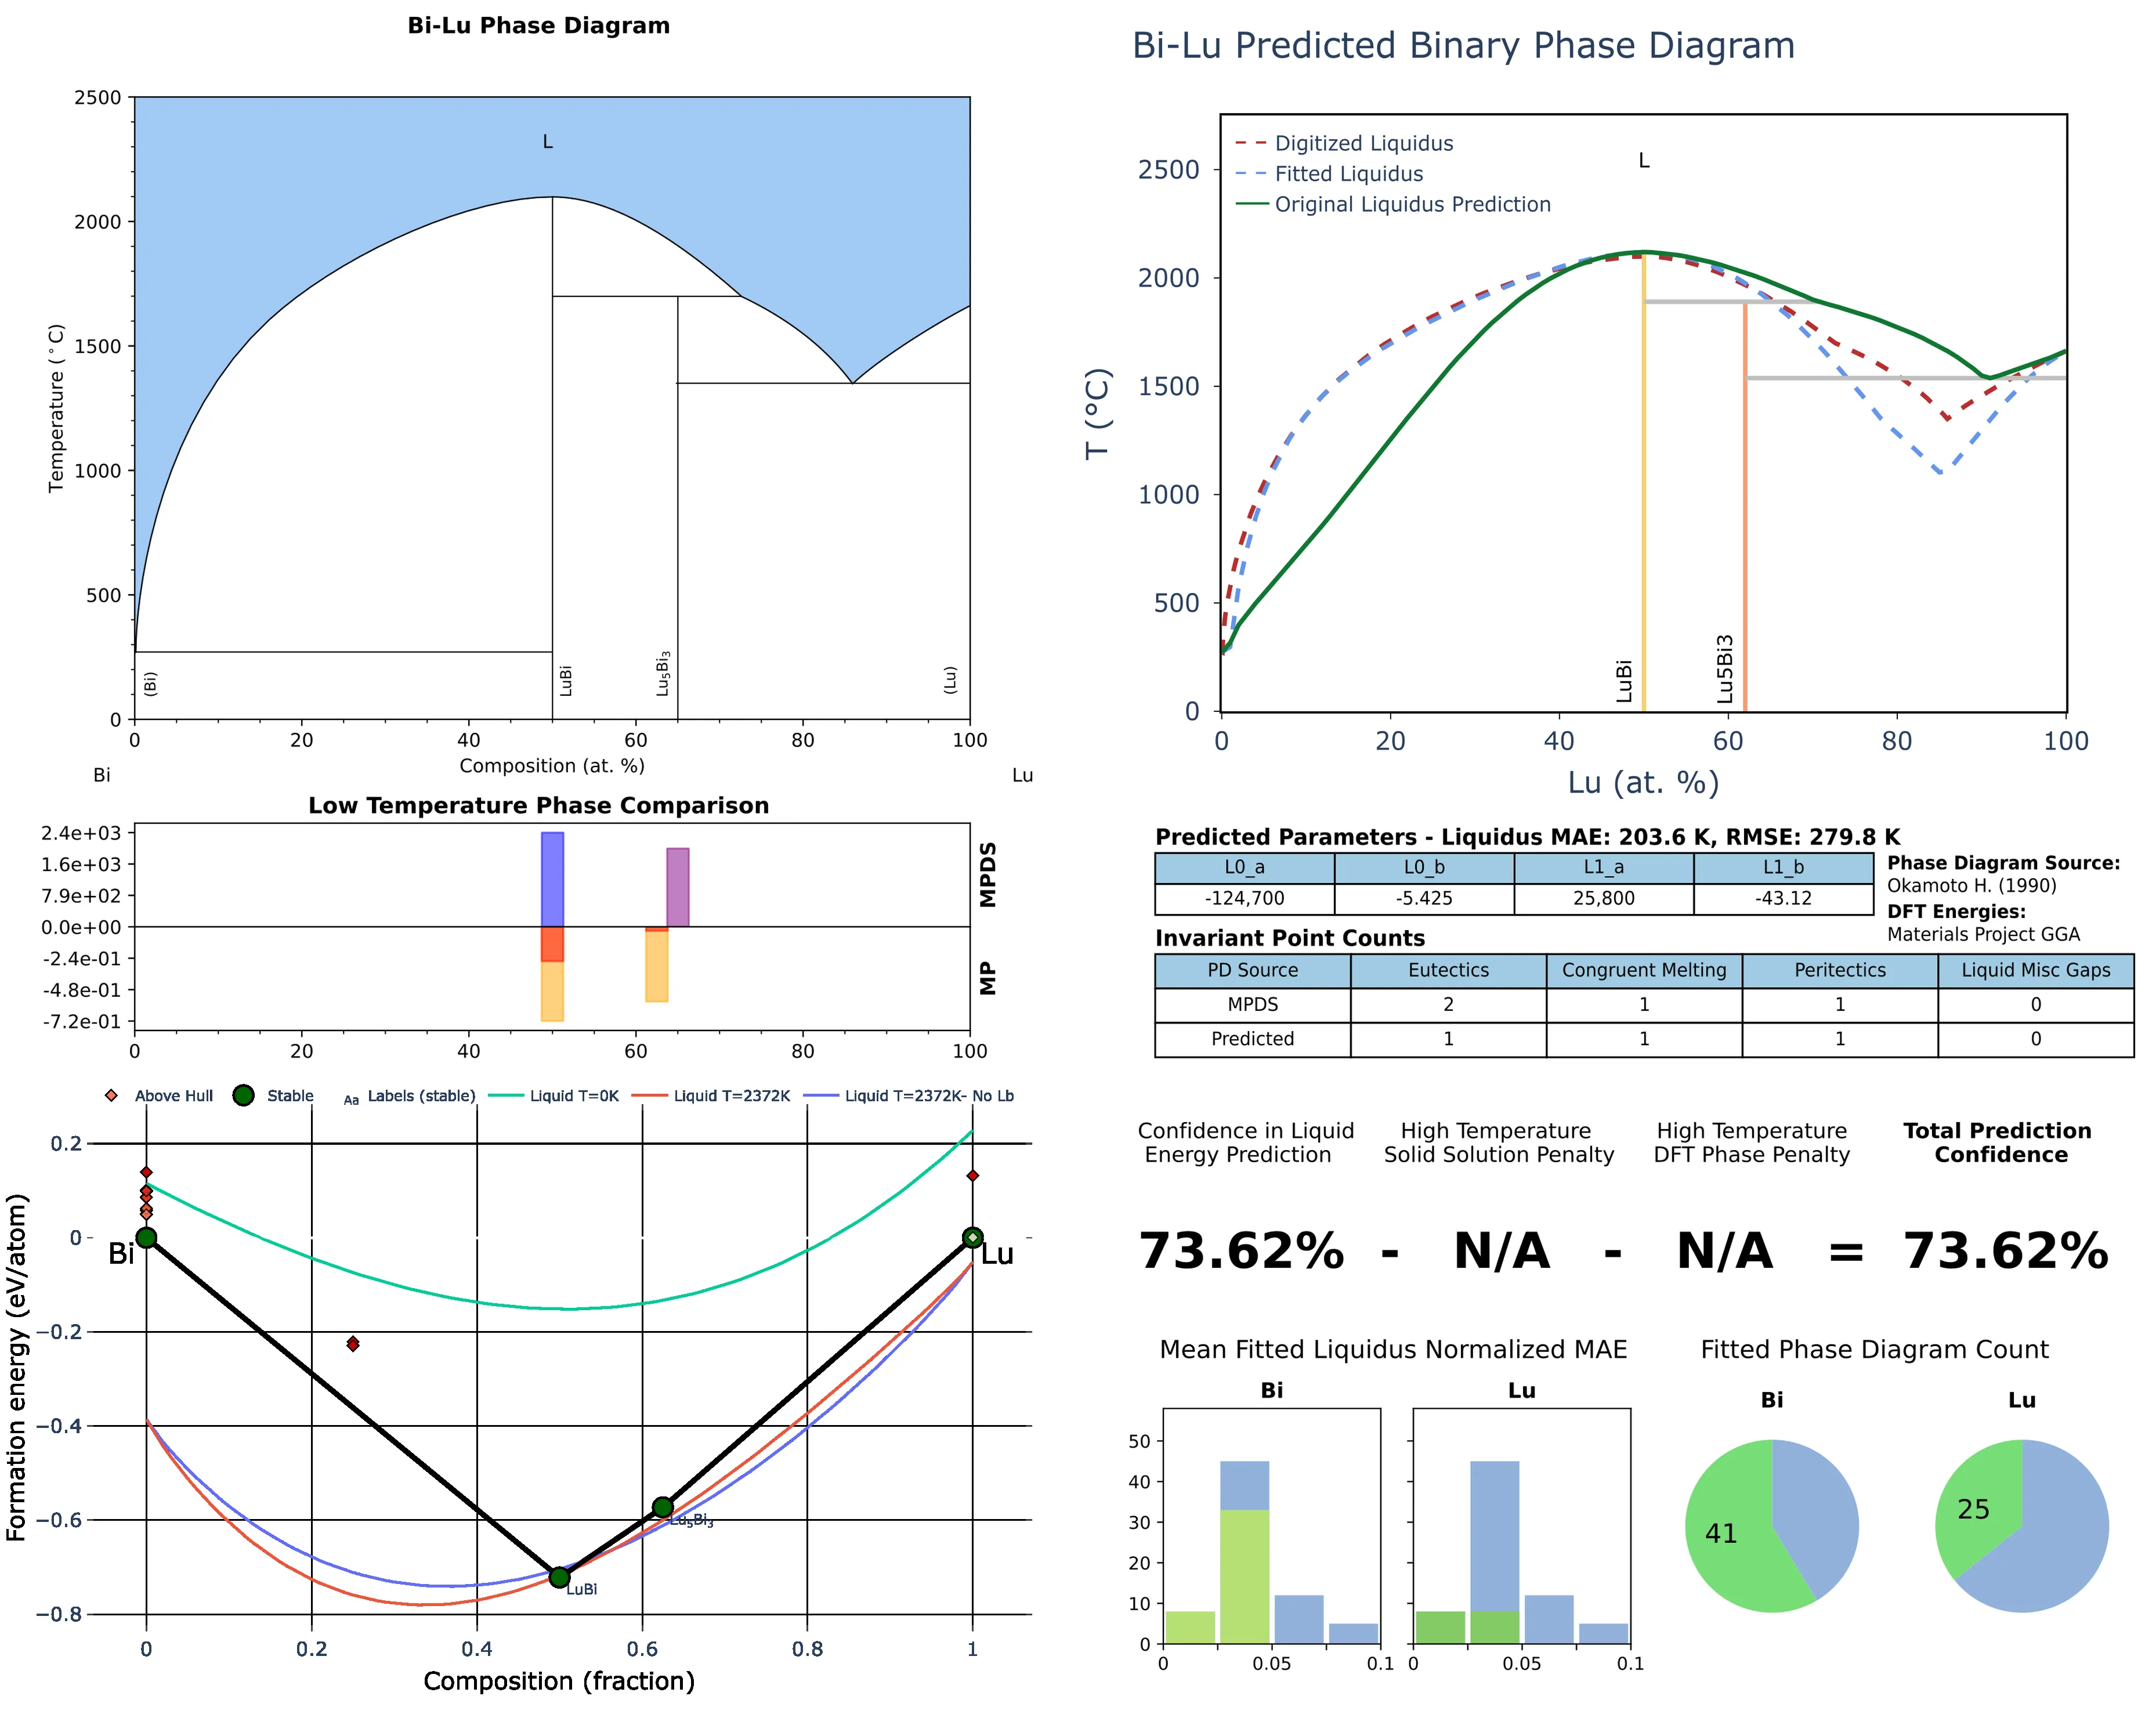 Bi-Lu Phase Diagram
2500
2000
1500
1000
500
0
Temperature (°C)
L
(Bi)
LuBi
Lu5Bi3
(Lu)
0 20 40 60 80 100
Composition (at. %)
Bi Lu
Low Temperature Phase Comparison
2.4e+03
1.6e+03
7.9e+02
0.0e+00
-2.4e-01
-4.8e-01
-7.2e-01
MPDS
MP
0 20 40 60 80 100
Above Hull Stable Aa Labels (stable) Liquid T=0K Liquid T=2372K Liquid T=2372K- No Lb
0.2
0
−0.2
−0.4
−0.6
−0.8
Formation energy (eV/atom)
Bi
Lu
Lu5Bi3
LuBi
0 0.2 0.4 0.6 0.8 1
Composition (fraction)
Bi-Lu Predicted Binary Phase Diagram
Digitized Liquidus
Fitted Liquidus
Original Liquidus Prediction
L
2500
2000
1500
1000
500
0
T (°C)
LuBi
Lu5Bi3
0 20 40 60 80 100
Lu (at. %)
Predicted Parameters - Liquidus MAE: 203.6 K, RMSE: 279.8 K
L0_a L0_b L1_a L1_b
-124,700 -5.425 25,800 -43.12
Phase Diagram Source:
Okamoto H. (1990)
DFT Energies:
Materials Project GGA
Invariant Point Counts
PD Source Eutectics Congruent Melting Peritectics Liquid Misc Gaps
MPDS 2 1 1 0
Predicted 1 1 1 0
Confidence in Liquid
Energy Prediction
High Temperature
Solid Solution Penalty
High Temperature
DFT Phase Penalty
Total Prediction
Confidence
73.62% - N/A - N/A = 73.62%
Mean Fitted Liquidus Normalized MAE
Bi Lu
50
40
30
20
10
0
0 0.05 0.1
0 0.05 0.1
Fitted Phase Diagram Count
Bi Lu
41
25